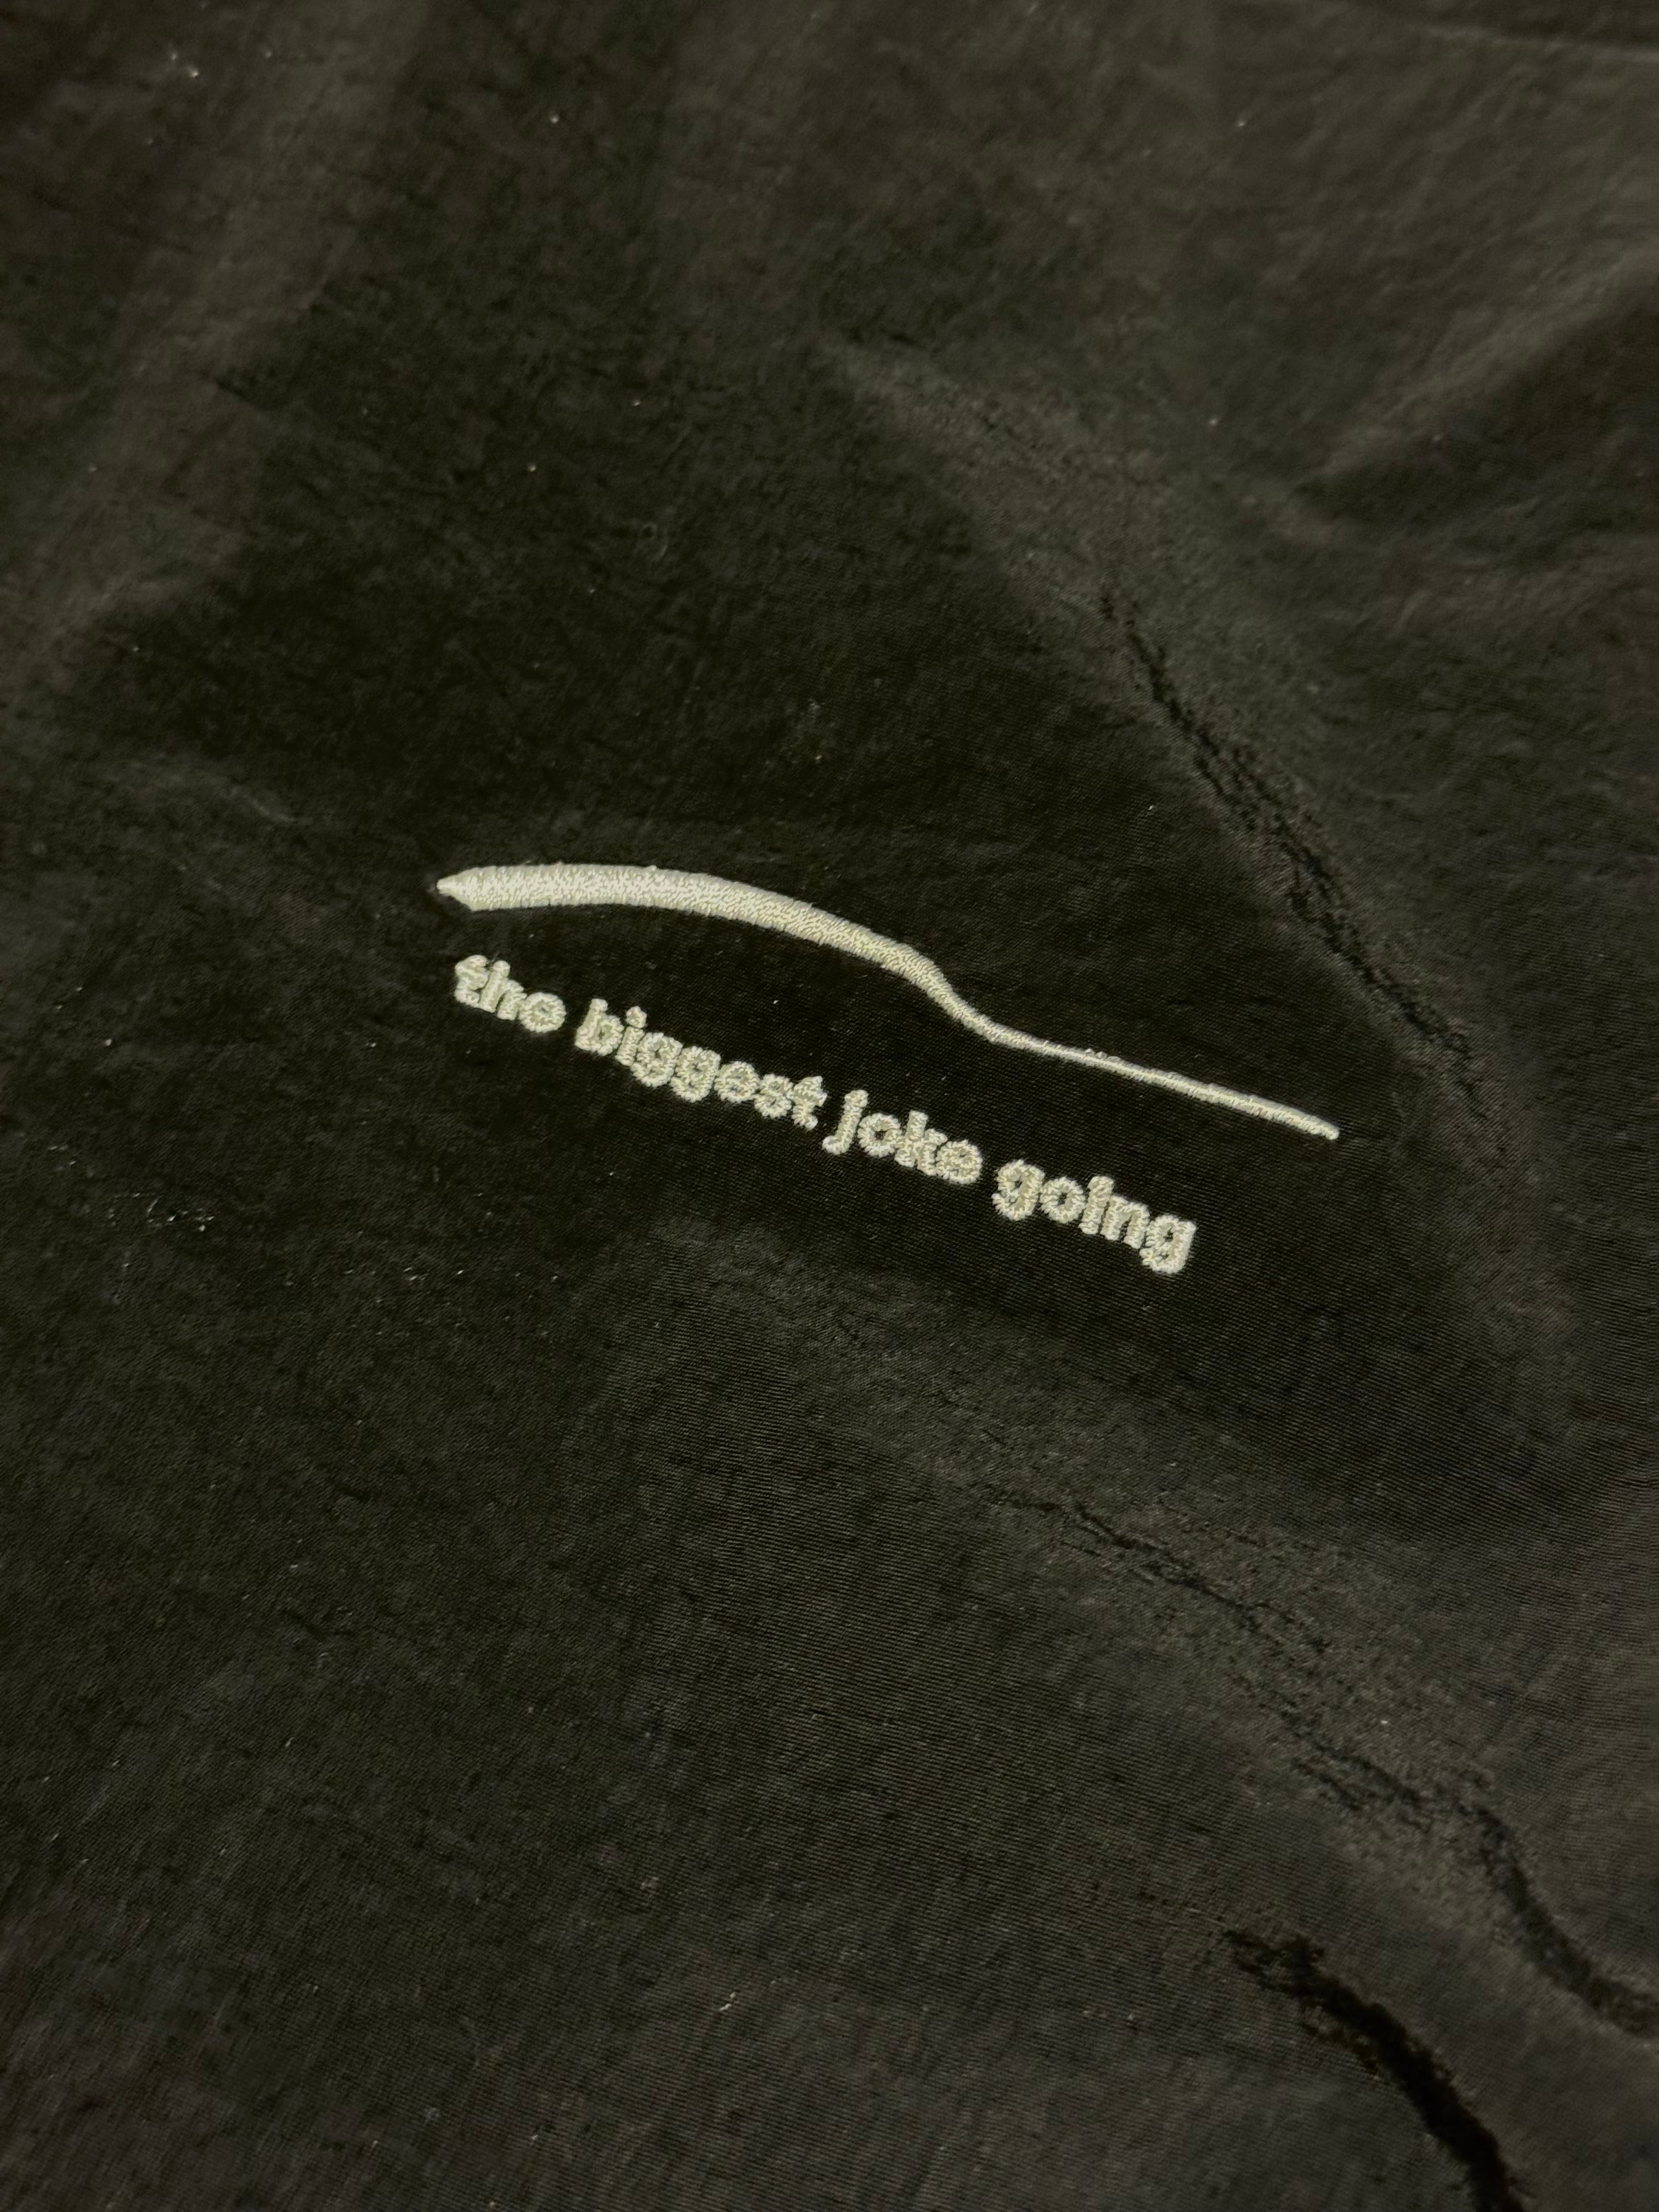 the biggest joke going